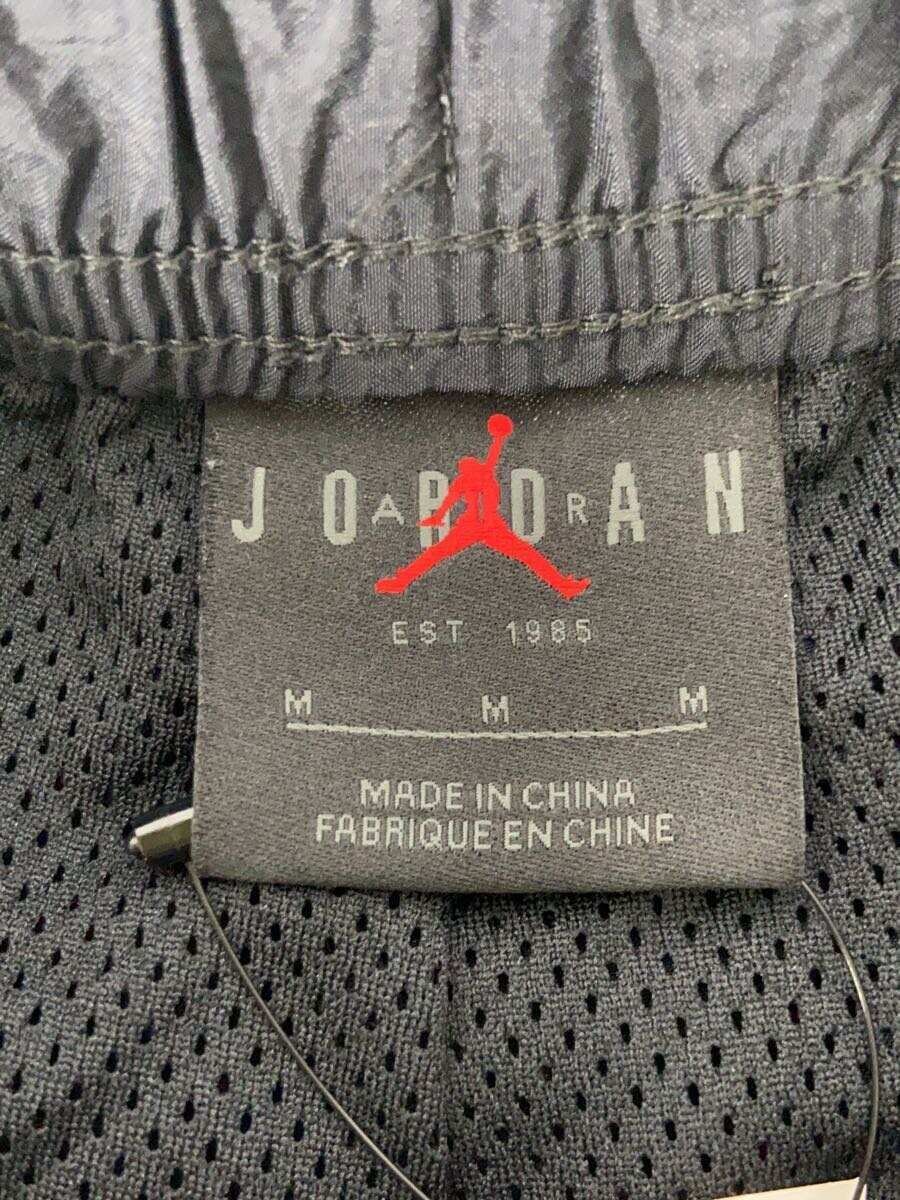 JORDAN
AIR
EST 1985
M M M
MADE IN CHINA
FABRIQUE EN CHINE